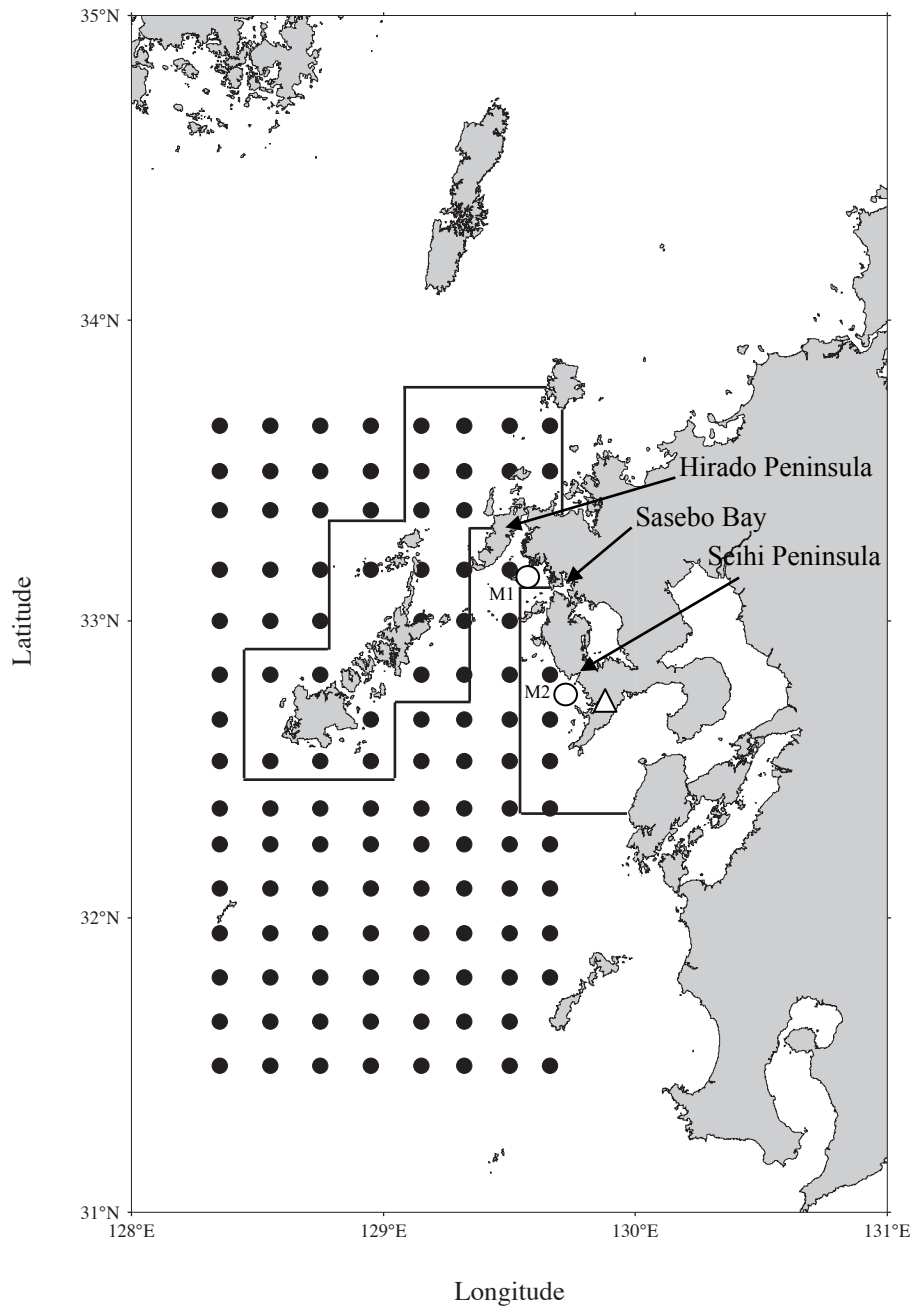 35°N
34°N
Hirado Peninsula
Sasebo Bay
Seihi Peninsula
M1
33°N
M2
32°N
31°N
128°E
129°E
130°E
131°E
Latitude
Longitude